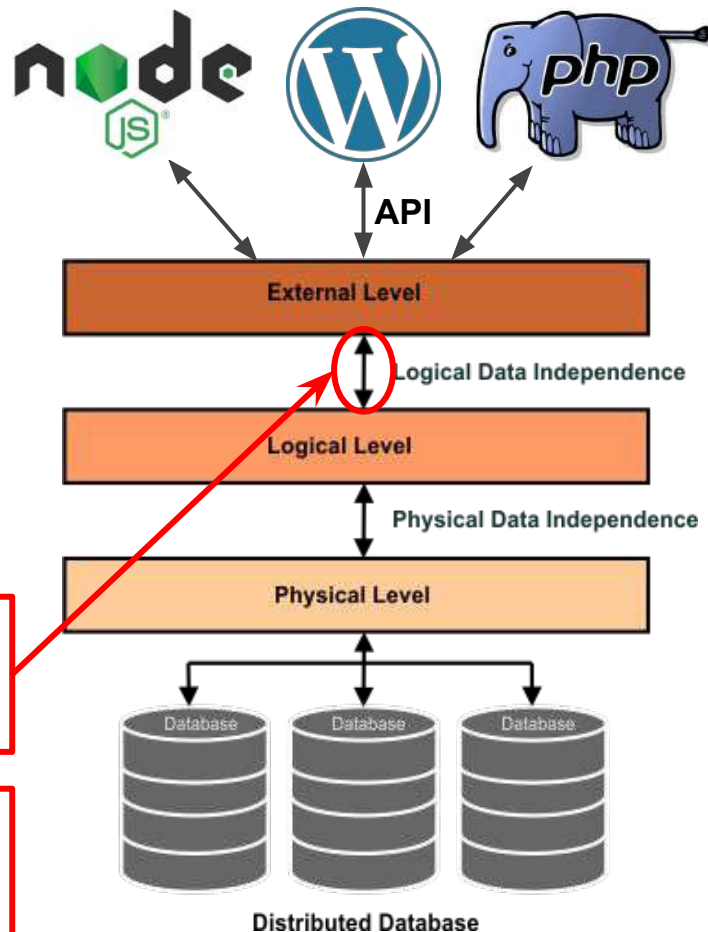 node
JS
®
W
php
API
External Level
Logical Data Independence
Logical Level
Physical Data Independence
Physical Level
Database Database Database
Distributed Database